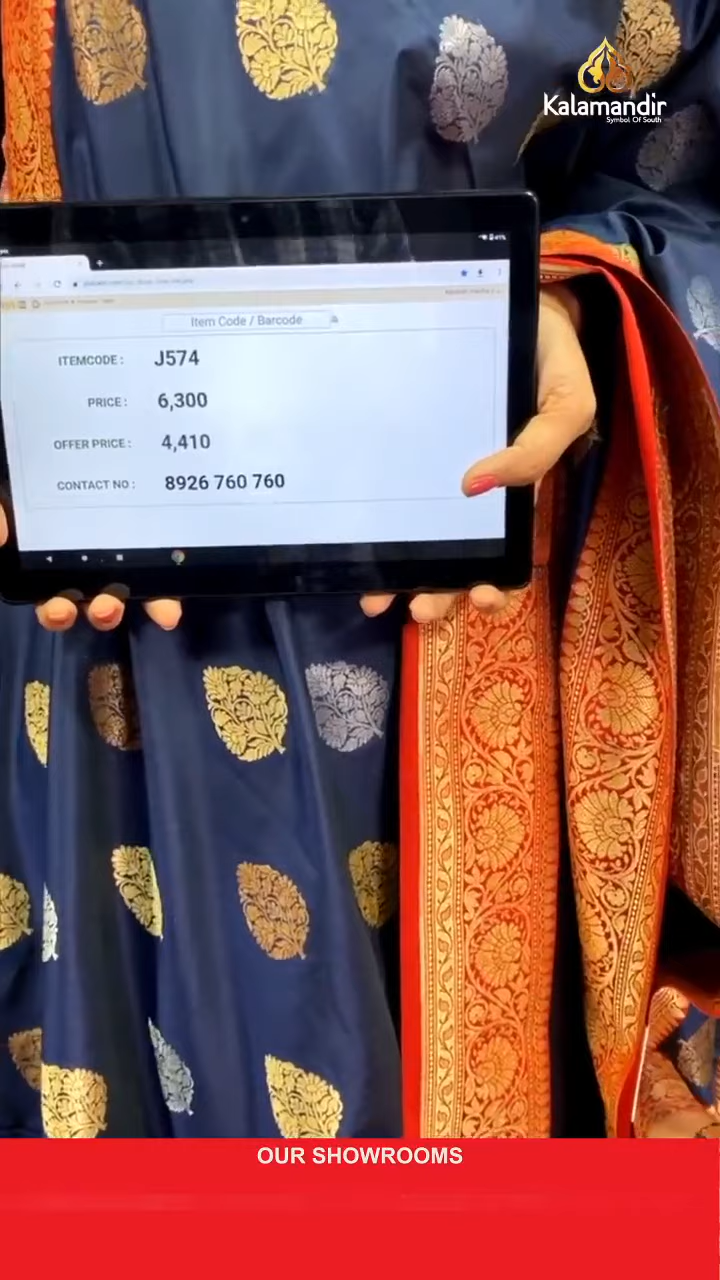 Kalamandir
Symbol Of South
Item Code / Barcode
ITEMCODE : J574
PRICE : 6,300
OFFER PRICE : 4,410
CONTACT NO : 8926 760 760
OUR SHOWROOMS